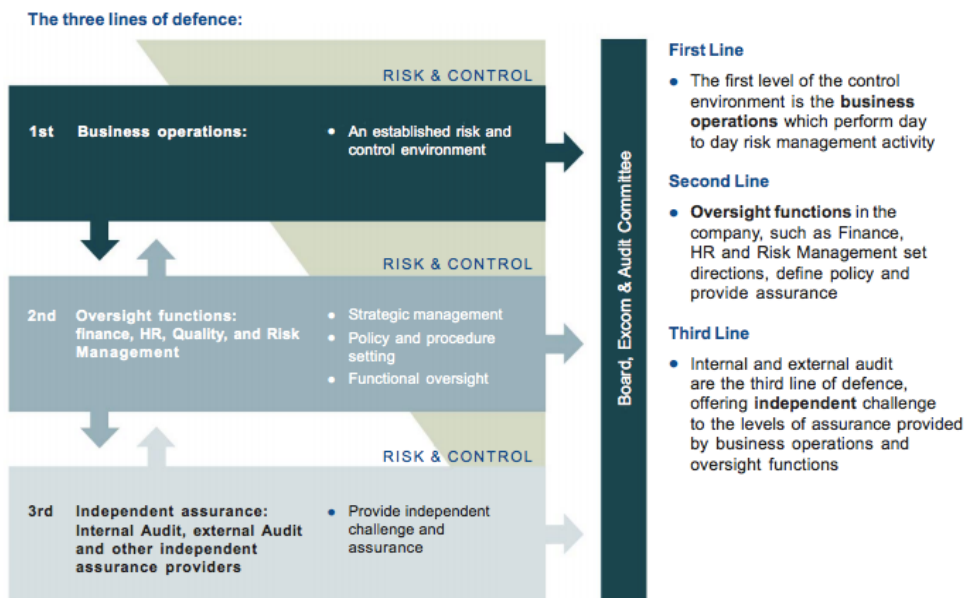 The three lines of defence:
RISK & CONTROL
1st Business operations:
• An established risk and
control environment
RISK & CONTROL
2nd Oversight functions:
finance, HR, Quality, and Risk
Management
• Strategic management
• Policy and procedure
setting
• Functional oversight
RISK & CONTROL
3rd Independent assurance:
Internal Audit, external Audit
and other independent
assurance providers
• Provide independent
challenge and
assurance
Board, Excom & Audit Committee
First Line
• The first level of the control
environment is the business
operations which perform day
to day risk management activity
Second Line
• Oversight functions in the
company, such as Finance,
HR and Risk Management set
directions, define policy and
provide assurance
Third Line
• Internal and external audit
are the third line of defence,
offering independent challenge
to the levels of assurance provided
by business operations and
oversight functions